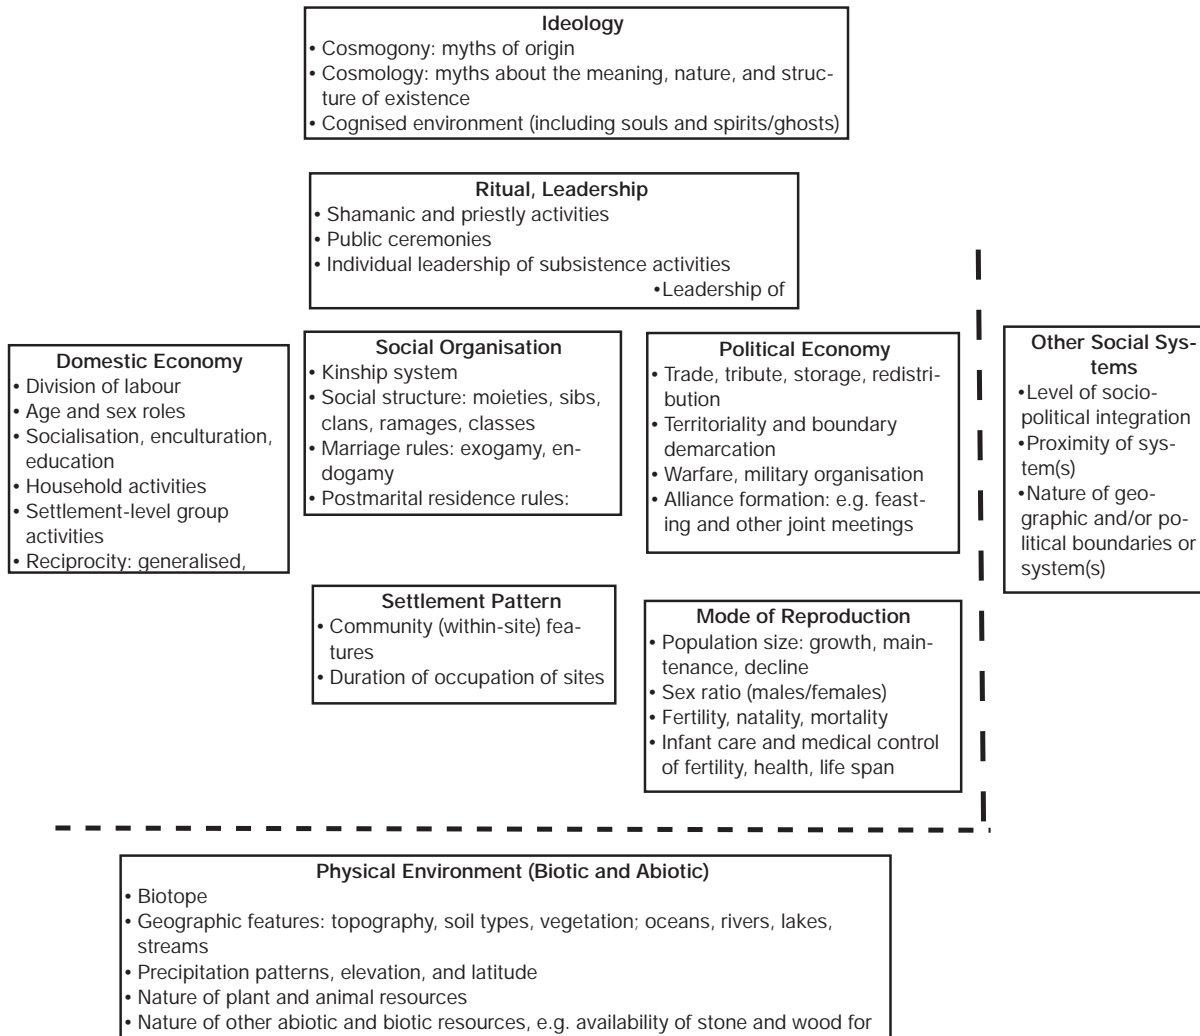 Ideology
• Cosmogony: myths of origin
• Cosmology: myths about the meaning, nature, and struc-
ture of existence
• Cognised environment (including souls and spirits/ghosts)
Ritual, Leadership
• Shamanic and priestly activities
• Public ceremonies
• Individual leadership of subsistence activities
•Leadership of
Domestic Economy
• Division of labour
• Age and sex roles
• Socialisation, enculturation,
education
• Household activities
• Settlement-level group
activities
• Reciprocity: generalised,
Social Organisation
• Kinship system
• Social structure: moieties, sibs,
clans, ramages, classes
• Marriage rules: exogamy, en-
dogamy
• Postmarital residence rules:
Political Economy
• Trade, tribute, storage, redistri-
bution
• Territoriality and boundary
demarcation
• Warfare, military organisation
• Alliance formation: e.g. feast-
ing and other joint meetings
Other Social Sys-
tems
•Level of socio-
political integration
•Proximity of sys-
tem(s)
•Nature of geo-
graphic and/or po-
litical boundaries or
system(s)
Settlement Pattern
• Community (within-site) fea-
tures
• Duration of occupation of sites
Mode of Reproduction
• Population size: growth, main-
tenance, decline
• Sex ratio (males/females)
• Fertility, natality, mortality
• Infant care and medical control
of fertility, health, life span
Physical Environment (Biotic and Abiotic)
• Biotope
• Geographic features: topography, soil types, vegetation; oceans, rivers, lakes,
streams
• Precipitation patterns, elevation, and latitude
• Nature of plant and animal resources
• Nature of other abiotic and biotic resources, e.g. availability of stone and wood for